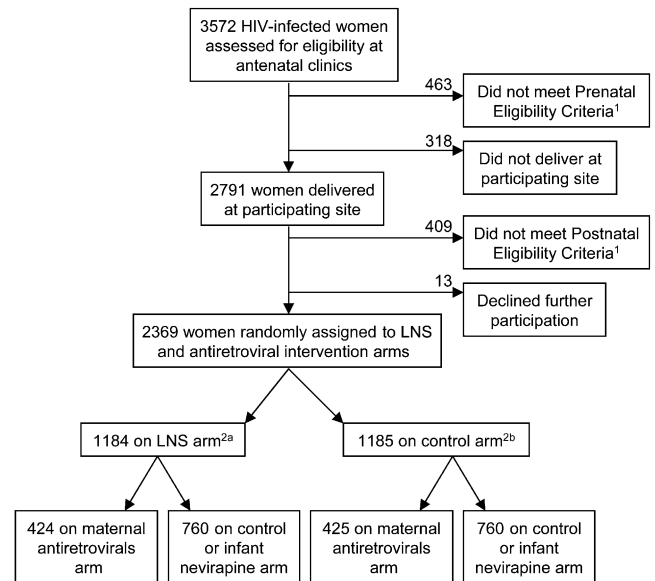 3572 HIV-infected women
assessed for eligibility at
antenatal clinics
463
Did not meet Prenatal
Eligibility Criteria¹
318
Did not deliver at
participating site
2791 women delivered
at participating site
409
Did not meet Postnatal
Eligibility Criteria¹
13
Declined further
participation
2369 women randomly assigned to LNS
and antiretroviral intervention arms
1184 on LNS arm²ᵃ
1185 on control arm²ᵇ
424 on maternal
antiretrovirals
arm
760 on control
or infant
nevirapine arm
425 on maternal
antiretrovirals
arm
760 on control
or infant
nevirapine arm